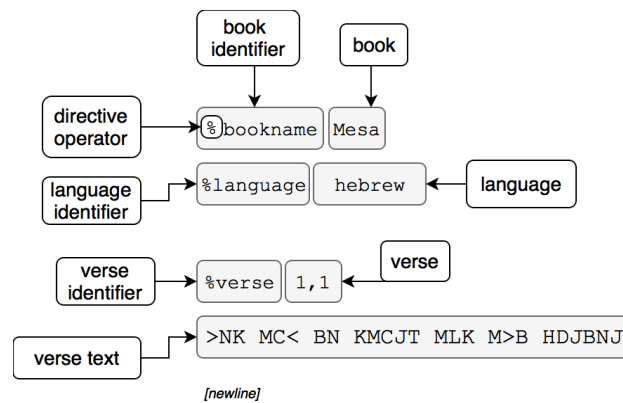 book
identifier
book
directive
operator
%bookname Mesa
language
identifier
%language hebrew
language
verse
identifier
%verse 1,1
verse
verse text
>NK MC< BN KMCJT MLK M>B HDJBNJ
[newline]